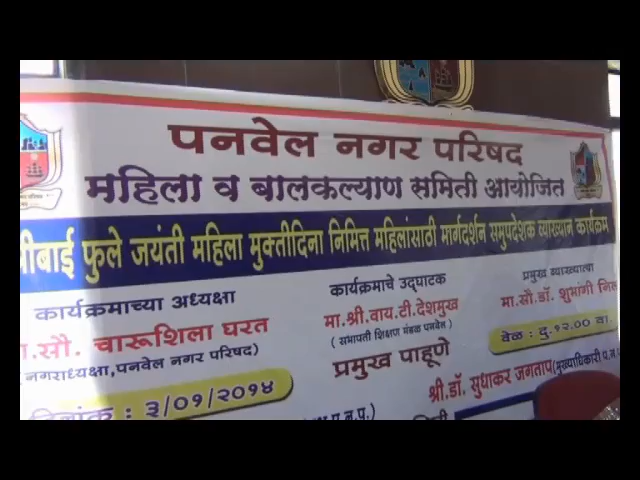 पनवेल नगर परिषद
महिला व बालकल्याण समिती आयोजित
फुले जयंती महिला मुक्तीदिना निमित्त महिलांसाठी मार्गदर्शन समुपदेशक व्याख्यान कार्यक्रम
कार्यक्रमाच्या अध्यक्षा
चारूशिला घरत
नगराध्यक्षा,पनवेल नगर परिषद)
दिनांक : ३/०१/२०१४
कार्यक्रमाचे उद्घाटक
मा.श्री.वाय.टी.देशमुख
( सभापती शिक्षण मंडळ पनवेल )
प्रमुख पाहूणे
प्रमुख व्याख्यात्या
मा.सौ.डॉ. शुभांगी
वेळ : दु.१२.०० वा.
श्री.डॉ. सुधाकर जगताप(मुख्याधिकारी प.न.